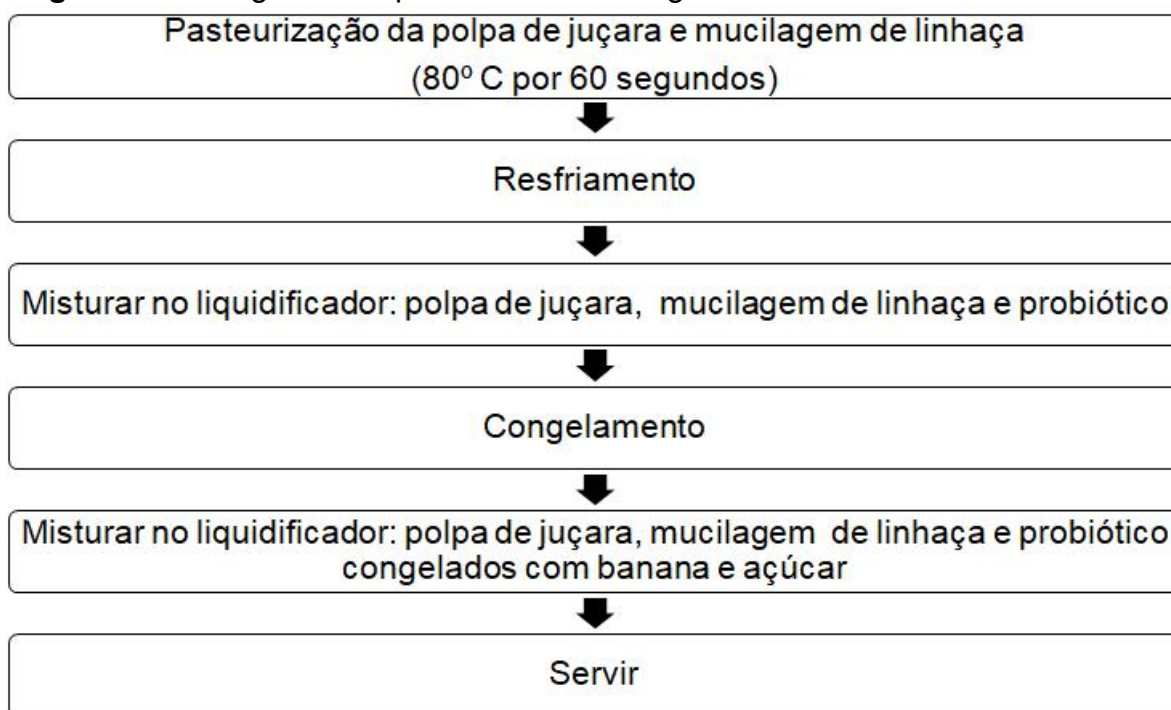 Pasteurização da polpa de juçara e mucilagem de linhaça
(80º C por 60 segundos)
Resfriamento
Misturar no liquidificador: polpa de juçara, mucilagem de linhaça e probiótico
Congelamento
Misturar no liquidificador: polpa de juçara, mucilagem de linhaça e probiótico
congelados com banana e açúcar
Servir